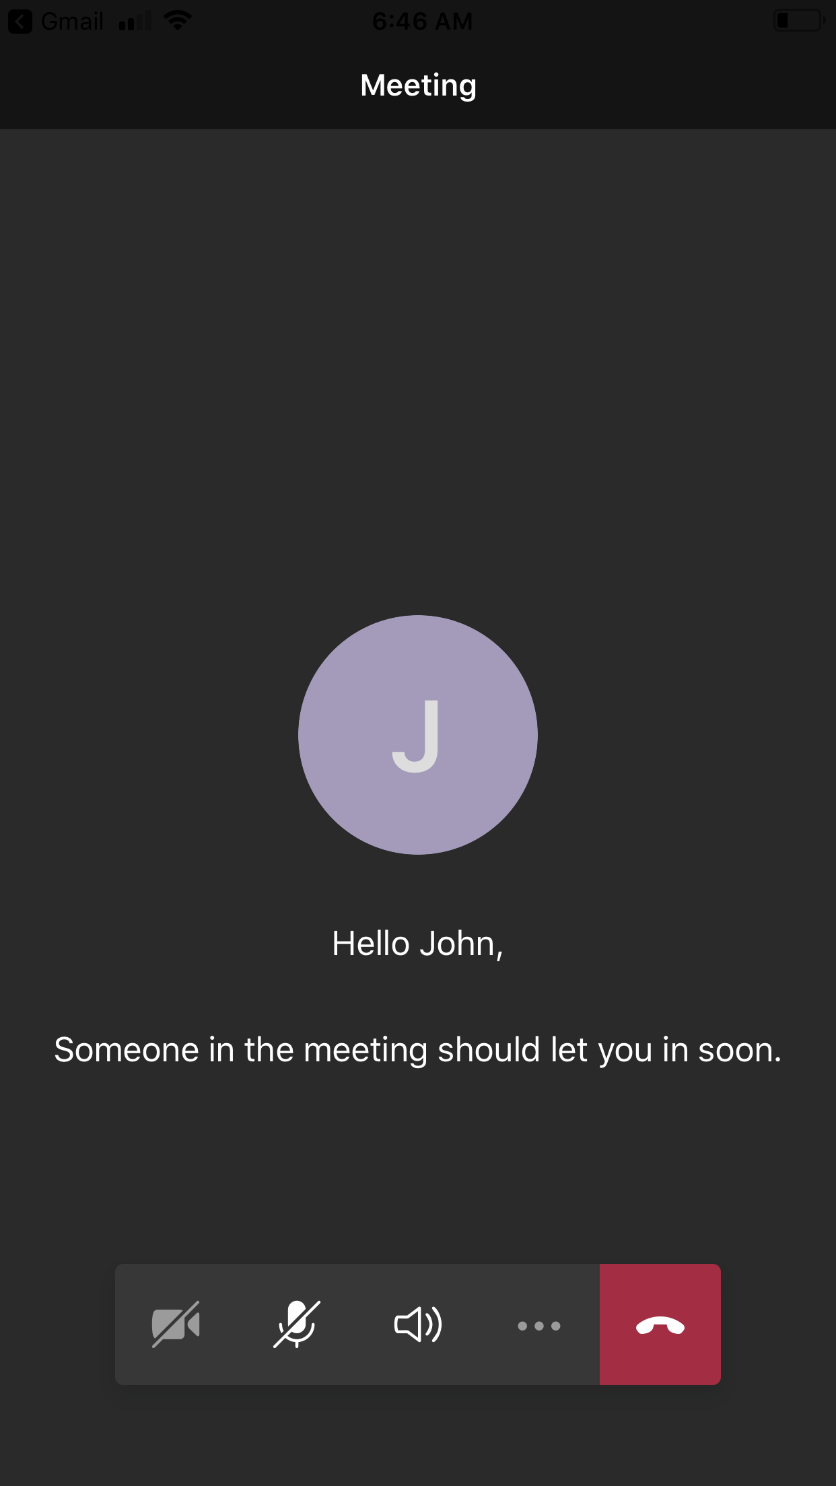 Gmail 6:46 AM
Meeting
J
Hello John,
Someone in the meeting should let you in soon.